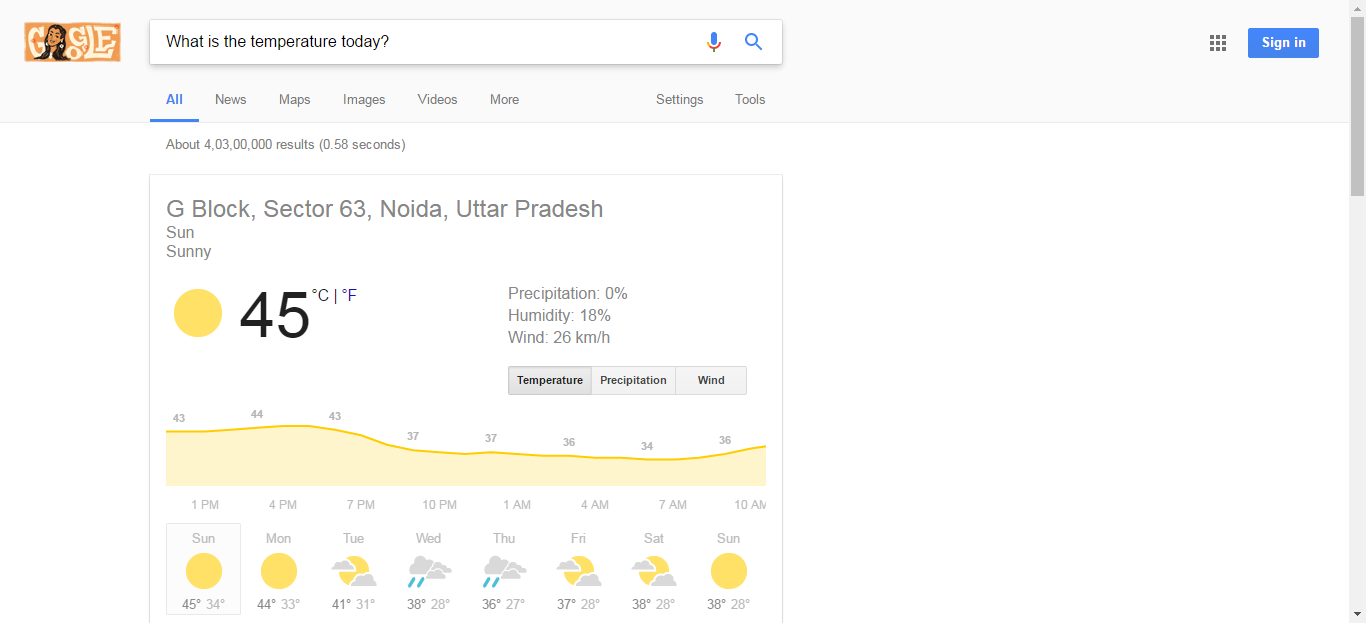 GOOGLE
What is the temperature today?
Sign in
All News Maps Images Videos More Settings Tools
About 4,03,00,000 results (0.58 seconds)
G Block, Sector 63, Noida, Uttar Pradesh
Sun
Sunny
45 °C | °F
Precipitation: 0%
Humidity: 18%
Wind: 26 km/h
Temperature Precipitation Wind
43 44 43 37 37 36 34 36
1 PM 4 PM 7 PM 10 PM 1 AM 4 AM 7 AM 10 AM
Sun Mon Tue Wed Thu Fri Sat Sun
45° 34° 44° 33° 41° 31° 38° 28° 36° 27° 37° 28° 38° 28° 38° 28°